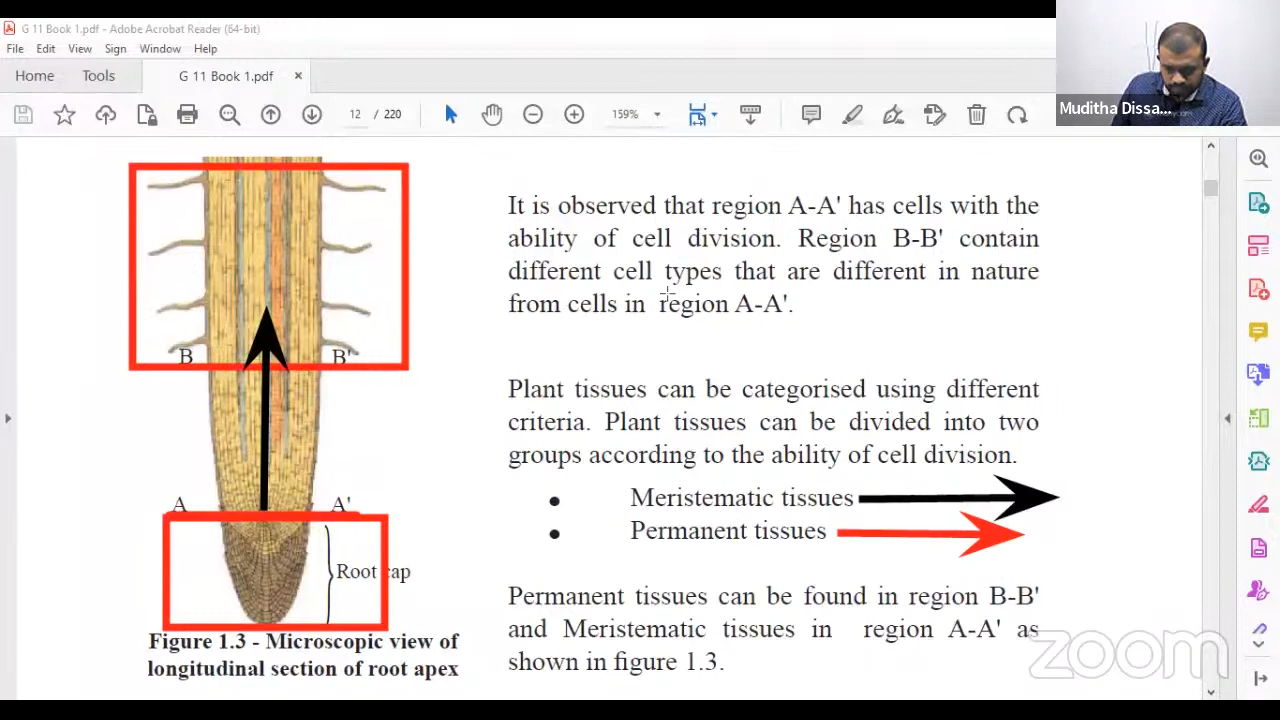 G 11 Book 1.pdf - Adobe Acrobat Reader (64-bit)
File Edit View Sign Window Help
Home Tools G 11 Book 1.pdf ×
12 / 220 159%
Muditha Dissa...
It is observed that region A-A' has cells with the
ability of cell division. Region B-B' contain
different cell types that are different in nature
from cells in region A-A'.
B B'
Plant tissues can be categorised using different
criteria. Plant tissues can be divided into two
groups according to the ability of cell division.
• Meristematic tissues
• Permanent tissues
A A'
Root cap
Permanent tissues can be found in region B-B'
and Meristematic tissues in region A-A' as
shown in figure 1.3.
Figure 1.3 - Microscopic view of
longitudinal section of root apex
zoom